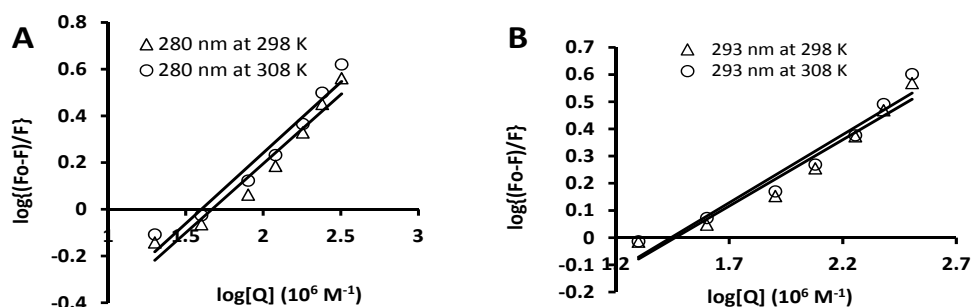 A
△ 280 nm at 298 K
○ 280 nm at 308 K
log{(Fo-F)/F}
0.8
0.6
0.4
0.2
0
-0.2
-0.4
1
1.5
2
2.5
3
log[Q] (10⁶ M⁻¹)
B
△ 293 nm at 298 K
○ 293 nm at 308 K
log{(Fo-F)/F}
0.7
0.6
0.5
0.4
0.3
0.2
0.1
0
-0.1
-0.2
1.2
1.7
2.2
2.7
log[Q] (10⁶ M⁻¹)